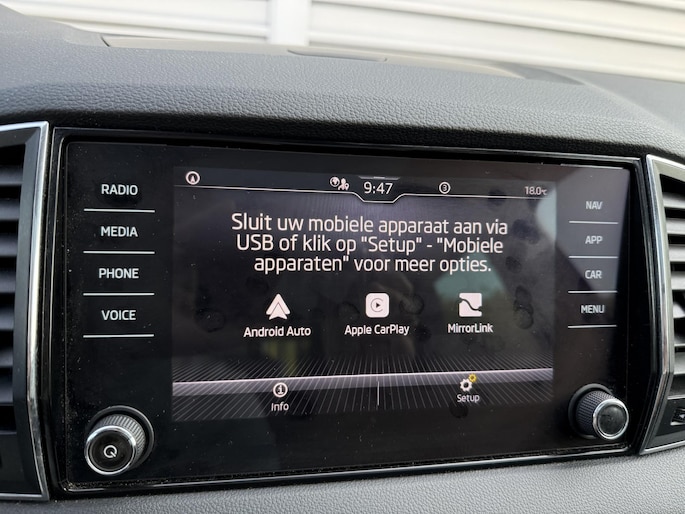 RADIO
MEDIA
PHONE
VOICE
9:47
3
18.0°C
Sluit uw mobiele apparaat aan via
USB of klik op "Setup" - "Mobiele
apparaten" voor meer opties.
Android Auto
Apple CarPlay
MirrorLink
Info
Setup
NAV
APP
CAR
MENU